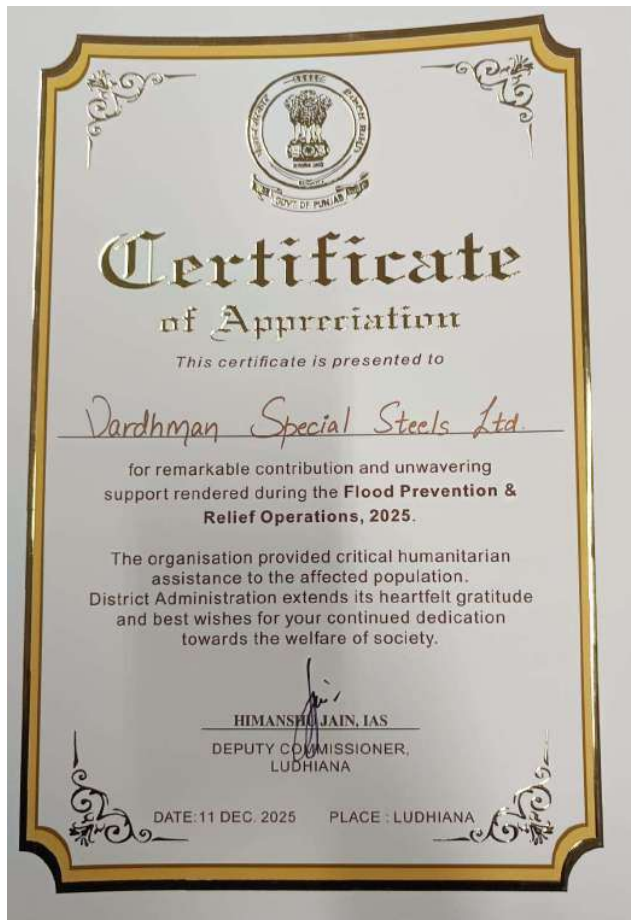 GOVT OF PUNJAB
Certificate
of Appreciation
This certificate is presented to
Vardhman Special Steels Ltd.
for remarkable contribution and unwavering
support rendered during the Flood Prevention &
Relief Operations, 2025.
The organisation provided critical humanitarian
assistance to the affected population.
District Administration extends its heartfelt gratitude
and best wishes for your continued dedication
towards the welfare of society.
HIMANSHU JAIN, IAS
DEPUTY COMMISSIONER,
LUDHIANA
DATE:11 DEC. 2025 PLACE : LUDHIANA